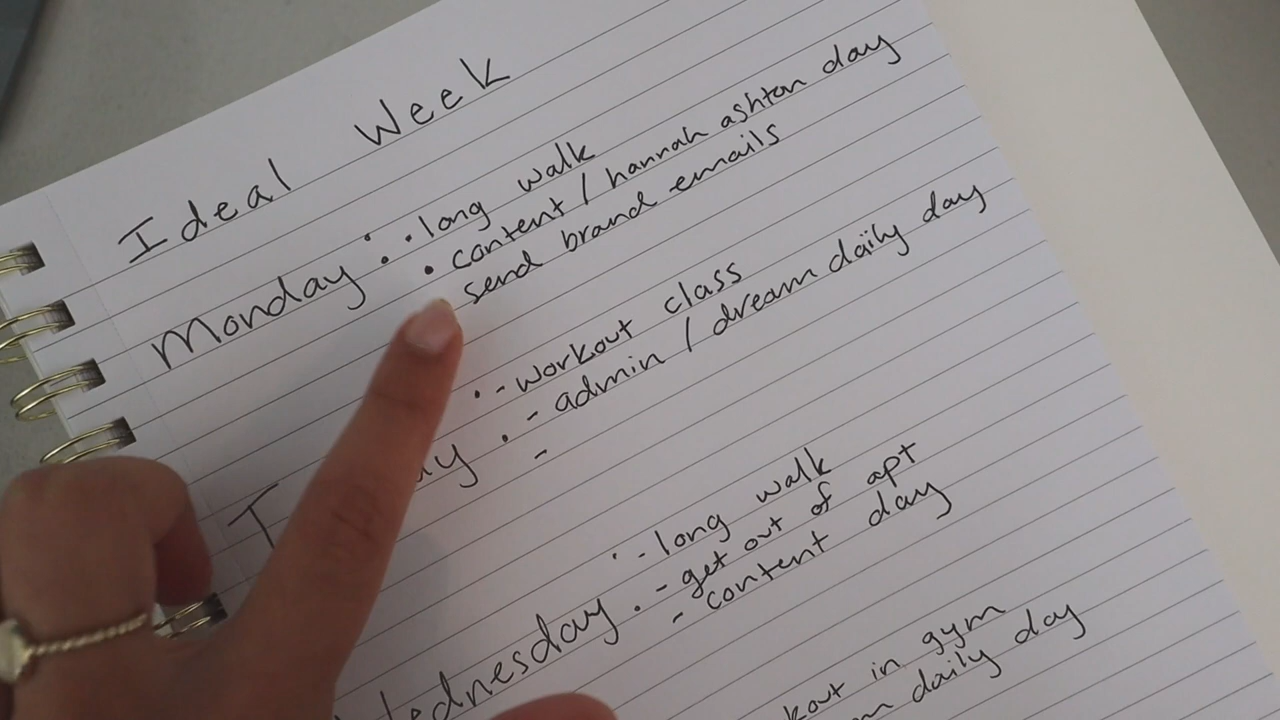 Ideal Week
Monday : • long walk
• content / hannah ashton day
send brand emails
- workout class
- admin / dream daily day
-
Wednesday : - long walk
- get out of apt
- content day
in gym
daily day